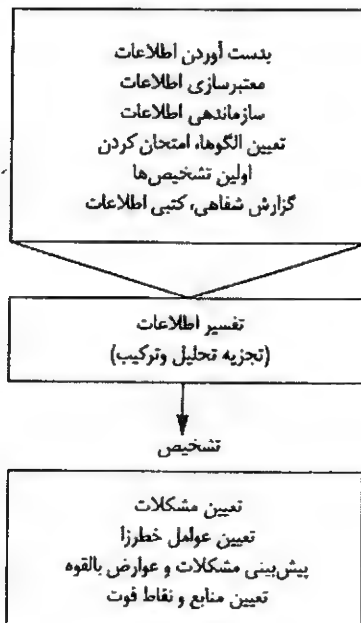 بدست آوردن اطلاعات
معتبرسازی اطلاعات
سازماندهی اطلاعات
تعیین الگوها، امتحان کردن
اولین تشخیص‌ها
گزارش شفاهی، کتبی اطلاعات
تفسیر اطلاعات
(تجزیه تحلیل وترکیب)
تشخیص
تعیین مشکلات
تعیین عوامل خطرزا
پیش‌بینی مشکلات و عوارض بالقوه
تعیین منابع و نقاط قوت